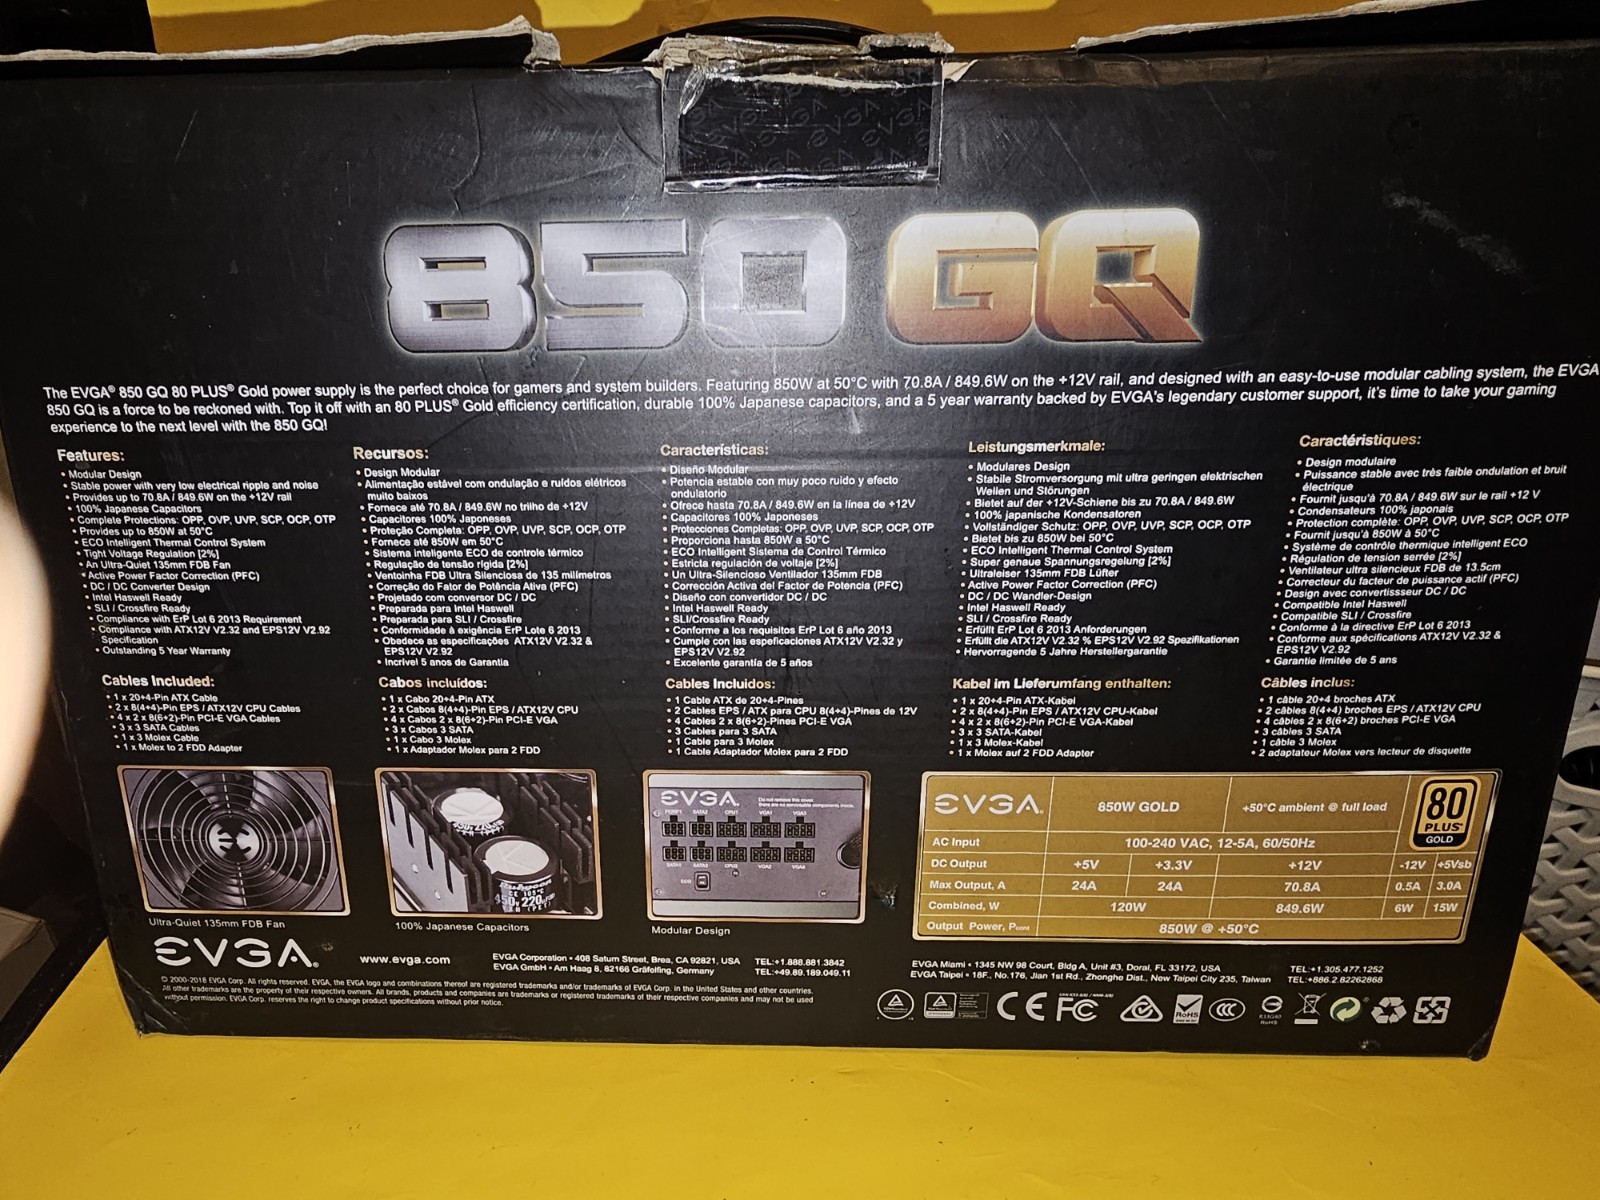 EVGA
850 GQ
The EVGA® 850 GQ 80 PLUS® Gold power supply is the perfect choice for gamers and system builders. Featuring 850W at 50°C with 70.8A / 849.6W on the +12V rail, and designed with an easy-to-use modular cabling system, the EVGA
850 GQ is a force to be reckoned with. Top it off with an 80 PLUS® Gold efficiency certification, durable 100% Japanese capacitors, and a 5 year warranty backed by EVGA's legendary customer support, it's time to take your gaming
experience to the next level with the 850 GQ!
Features:
• Modular Design
• Stable power with very low electrical ripple and noise
• Provides up to 70.8A / 849.6W on the +12V rail
• 100% Japanese Capacitors
• Complete Protections: OPP, OVP, UVP, SCP, OCP, OTP
• Provides up to 850W at 50°C
• ECO Intelligent Thermal Control System
• Tight Voltage Regulation [2%]
• An Ultra-Quiet 135mm FDB Fan
• Active Power Factor Correction (PFC)
• DC / DC Converter Design
• Intel Haswell Ready
• SLI / Crossfire Ready
• Compliance with ErP Lot 6 2013 Requirement
• Compliance with ATX12V V2.32 and EPS12V V2.92
Specification
• Outstanding 5 Year Warranty
Cables Included:
• 1 x 20+4-Pin ATX Cable
• 2 x 8(4+4)-Pin EPS / ATX12V CPU Cables
• 4 x 2 x 8(6+2)-Pin PCI-E VGA Cables
• 3 x 3 SATA Cables
• 1 x 3 Molex Cable
• 1 x Molex to 2 FDD Adapter
Recursos:
• Design Modular
• Alimentação estável com ondulação e ruídos elétricos
muito baixos
• Fornece até 70.8A / 849.6W no trilho de +12V
• Capacitores 100% Japoneses
• Proteção Completa: OPP, OVP, UVP, SCP, OCP, OTP
• Fornece até 850W em 50°C
• Sistema inteligente ECO de controle térmico
• Regulação de tensão rígida [2%]
• Ventoinha FDB Ultra Silenciosa de 135 milímetros
• Correção do Fator de Potência Ativa (PFC)
• Projetado com conversor DC / DC
• Preparada para Intel Haswell
• Preparada para SLI / Crossfire
• Conformidade à exigência ErP Lote 6 2013
• Obedece as especificações ATX12V V2.32 &
EPS12V V2.92
• Incrível 5 anos de Garantia
Cabos incluídos:
• 1 x Cabo 20+4-Pin ATX
• 2 x Cabos 8(4+4)-Pin EPS / ATX12V CPU
• 4 x Cabos 2 x 8(6+2)-Pin PCI-E VGA
• 3 x Cabos 3 SATA
• 1 x Cabo 3 Molex
• 1 x Adaptador Molex para 2 FDD
Características:
• Diseño Modular
• Potencia estable con muy poco ruido y efecto
ondulatorio
• Ofrece hasta 70.8A / 849.6W en la línea de +12V
• Capacitores 100% Japoneses
• Protecciones Completas: OPP, OVP, UVP, SCP, OCP, OTP
• Proporciona hasta 850W a 50°C
• ECO Intelligent Sistema de Control Térmico
• Estricta regulación de voltaje [2%]
• Un Ultra-Silencioso Ventilador 135mm FDB
• Corrección Activa del Factor de Potencia (PFC)
• Diseño con convertidor DC / DC
• Intel Haswell Ready
• SLI/Crossfire Ready
• Conforme a los requisitos ErP Lot 6 año 2013
• Cumple con las espeficaciones ATX12V V2.32 y
EPS12V V2.92
• Excelente garantía de 5 años
Cables Incluidos:
• 1 Cable ATX de 20+4-Pines
• 2 Cables EPS / ATX para CPU 8(4+4)-Pines de 12V
• 4 Cables 2 x 8(6+2)-Pines PCI-E VGA
• 3 Cables para 3 SATA
• 1 Cable para 3 Molex
• 1 Cable Adaptador Molex para 2 FDD
Leistungsmerkmale:
• Modulares Design
• Stabile Stromversorgung mit ultra geringen elektrischen
Wellen und Störungen
• Bietet auf der +12V-Schiene bis zu 70.8A / 849.6W
• 100% japanische Kondensatoren
• Vollständiger Schutz: OPP, OVP, UVP, SCP, OCP, OTP
• Bietet bis zu 850W bei 50°C
• ECO Intelligent Thermal Control System
• Super genaue Spannungsregelung [2%]
• Ultraleiser 135mm FDB Lüfter
• Active Power Factor Correction (PFC)
• DC / DC Wandler-Design
• Intel Haswell Ready
• SLI / Crossfire Ready
• Erfüllt ErP Lot 6 2013 Anforderungen
• Erfüllt die ATX12V V2.32 % EPS12V V2.92 Spezifikationen
• Hervorragende 5 Jahre Herstellergarantie
Kabel im Lieferumfang enthalten:
• 1 x 20+4-Pin ATX-Kabel
• 2 x 8(4+4)-Pin EPS / ATX12V CPU-Kabel
• 4 x 2 x 8(6+2)-Pin PCI-E VGA-Kabel
• 3 x 3 SATA-Kabel
• 1 x 3 Molex-Kabel
• 1 x Molex auf 2 FDD Adapter
Caractéristiques:
• Design modulaire
• Puissance stable avec très faible ondulation et bruit
électrique
• Fournit jusqu'à 70.8A / 849.6W sur le rail +12 V
• Condensateurs 100% japonais
• Protection complète: OPP, OVP, UVP, SCP, OCP, OTP
• Fournit jusqu'à 850W à 50°C
• Système de contrôle thermique intelligent ECO
• Régulation de tension serrée [2%]
• Ventilateur ultra silencieux FDB de 13.5cm
• Correcteur du facteur de puissance actif (PFC)
• Design avec convertissseur DC / DC
• Compatible Intel Haswell
• Compatible SLI / Crossfire
• Conforme à la directive ErP Lot 6 2013
• Conforme aux spécifications ATX12V V2.32 &
EPS12V V2.92
• Garantie limitée de 5 ans
Câbles inclus:
• 1 câble 20+4 broches ATX
• 2 câbles 8(4+4) broches EPS / ATX12V CPU
• 4 câbles 2 x 8(6+2) broches PCI-E VGA
• 3 câbles 3 SATA
• 1 câble 3 Molex
• 2 adaptateur Molex vers lecteur de disquette
Ultra-Quiet 135mm FDB Fan
Rubycon
CE 105°C
450, 220
100% Japanese Capacitors
EVGA
Do not remove this cover,
PERIF1 SATA2 CPU1 VGA1 VGA3
SATA1 SATA3 CPU2 VGA2 VGA4
ECO
Modular Design
EVGA 850W GOLD +50°C ambient @ full load
80 PLUS GOLD
AC Input 100-240 VAC, 12-5A, 60/50Hz
DC Output +5V +3.3V +12V -12V +5Vsb
Max Output, A 24A 24A 70.8A 0.5A 3.0A
Combined, W 120W 849.6W 6W 15W
Output Power, Pcont 850W @ +50°C
EVGA
www.evga.com
EVGA Corporation • 408 Saturn Street, Brea, CA 92821, USA TEL:+1.888.881.3842
EVGA GmbH • Am Haag 8, 82166 Gräfelfing, Germany TEL:+49.89.189.049.11
EVGA Miami • 1345 NW 98 Court, Bldg A, Unit #3, Doral, FL 33172, USA TEL:+1.305.477.1252
EVGA Taipei • 18F., No.176, Jian 1st Rd., Zhonghe Dist., New Taipei City 235, Taiwan TEL:+886.2.82262868
© 2000-2018 EVGA Corp. All rights reserved. EVGA, the EVGA logo and combinations thereof are registered trademarks and/or trademarks of EVGA Corp. in the United States and other countries.
All other trademarks are the property of their respective owners. All brands, products and companies are trademarks or registered trademarks of their respective companies and may not be used
without permission. EVGA Corp. reserves the right to change product specifications without prior notice.
CE FC RoHS CCC RoHS